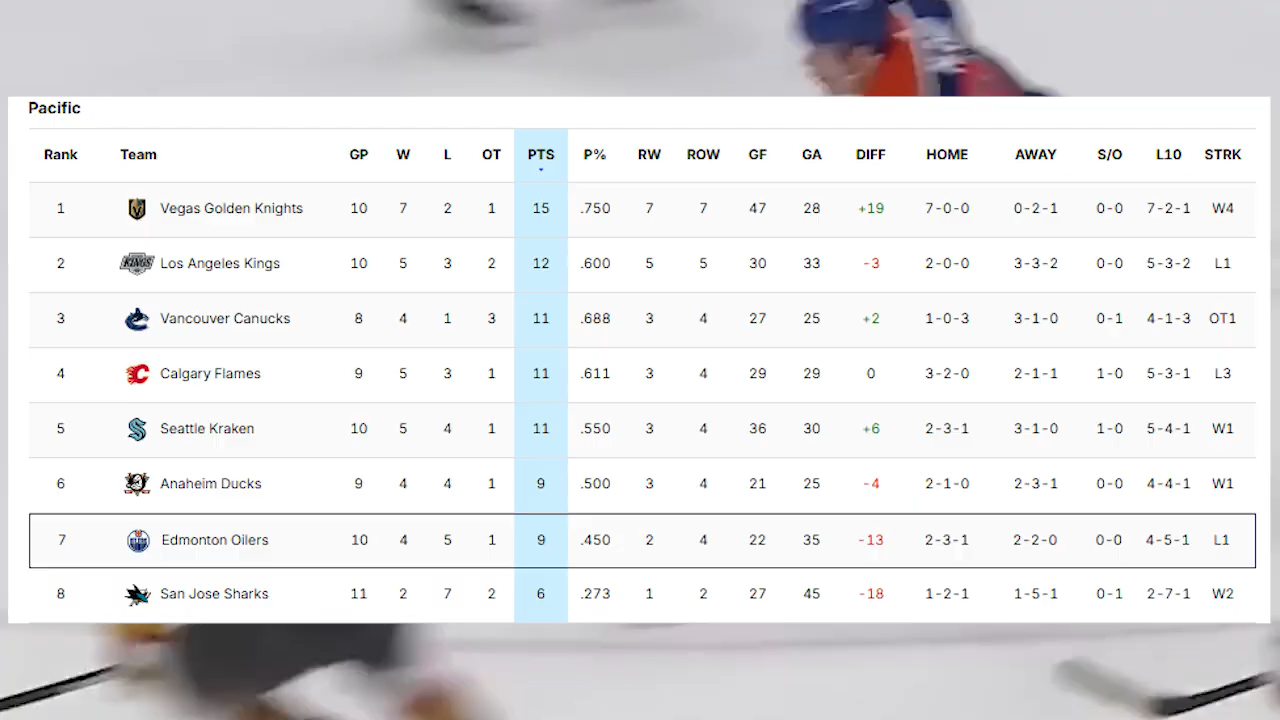 Pacific
Rank Team GP W L OT PTS P% RW ROW GF GA DIFF HOME AWAY S/O L10 STRK
1 Vegas Golden Knights 10 7 2 1 15 .750 7 7 47 28 +19 7-0-0 0-2-1 0-0 7-2-1 W4
2 KINGS Los Angeles Kings 10 5 3 2 12 .600 5 5 30 33 -3 2-0-0 3-3-2 0-0 5-3-2 L1
3 Vancouver Canucks 8 4 1 3 11 .688 3 4 27 25 +2 1-0-3 3-1-0 0-1 4-1-3 OT1
4 Calgary Flames 9 5 3 1 11 .611 3 4 29 29 0 3-2-0 2-1-1 1-0 5-3-1 L3
5 Seattle Kraken 10 5 4 1 11 .550 3 4 36 30 +6 2-3-1 3-1-0 1-0 5-4-1 W1
6 Anaheim Ducks 9 4 4 1 9 .500 3 4 21 25 -4 2-1-0 2-3-1 0-0 4-4-1 W1
7 Edmonton Oilers 10 4 5 1 9 .450 2 4 22 35 -13 2-3-1 2-2-0 0-0 4-5-1 L1
8 San Jose Sharks 11 2 7 2 6 .273 1 2 27 45 -18 1-2-1 1-5-1 0-1 2-7-1 W2